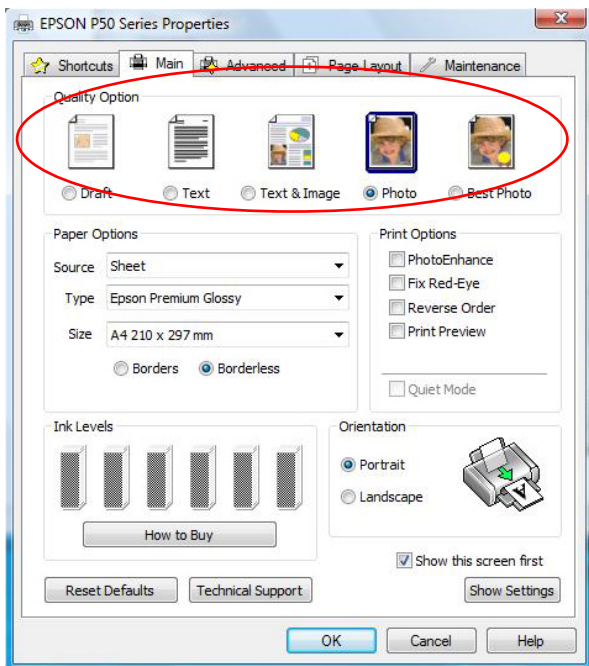 EPSON P50 Series Properties
Shortcuts Main Advanced Page Layout Maintenance
Quality Option
Draft Text Text & Image Photo Best Photo
Paper Options
Source Sheet
Type Epson Premium Glossy
Size A4 210 x 297 mm
Borders Borderless
Print Options
PhotoEnhance
Fix Red-Eye
Reverse Order
Print Preview
Quiet Mode
Ink Levels
How to Buy
Orientation
Portrait
Landscape
A
Show this screen first
Reset Defaults Technical Support Show Settings
OK Cancel Help